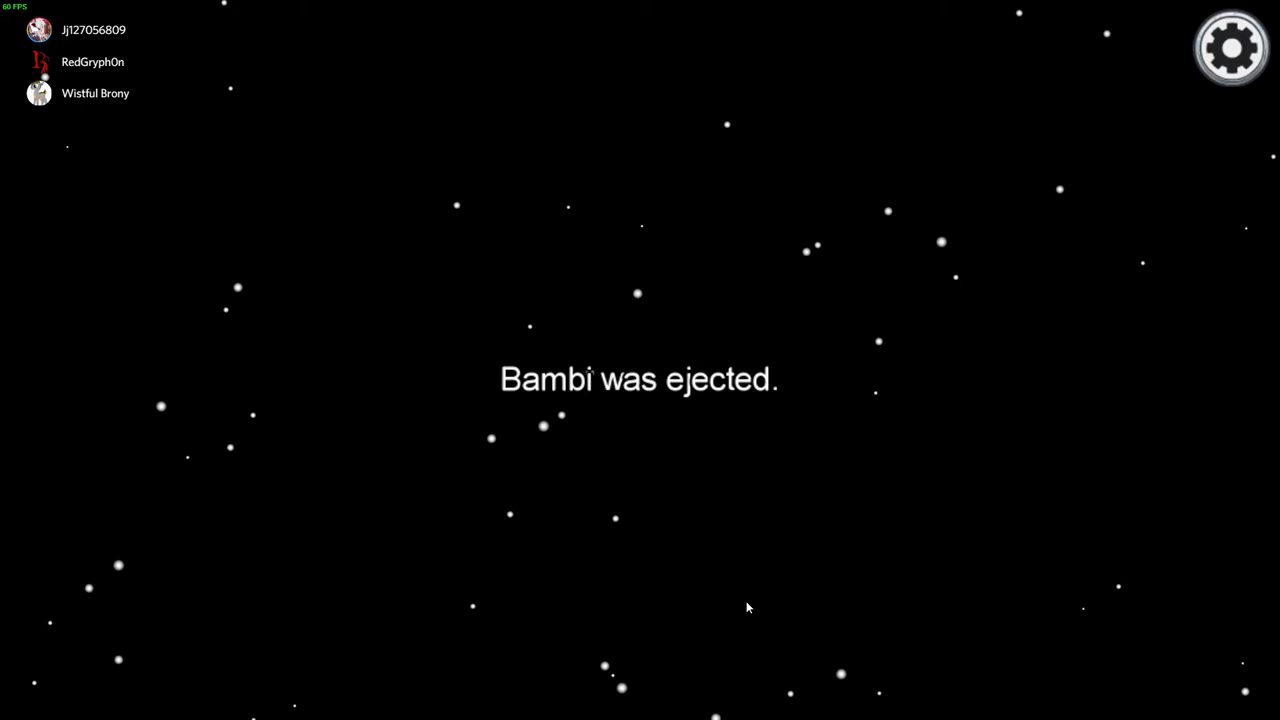 60 FPS
Jj127056809
RedGryph0n
Wistful Brony
Bambi was ejected.